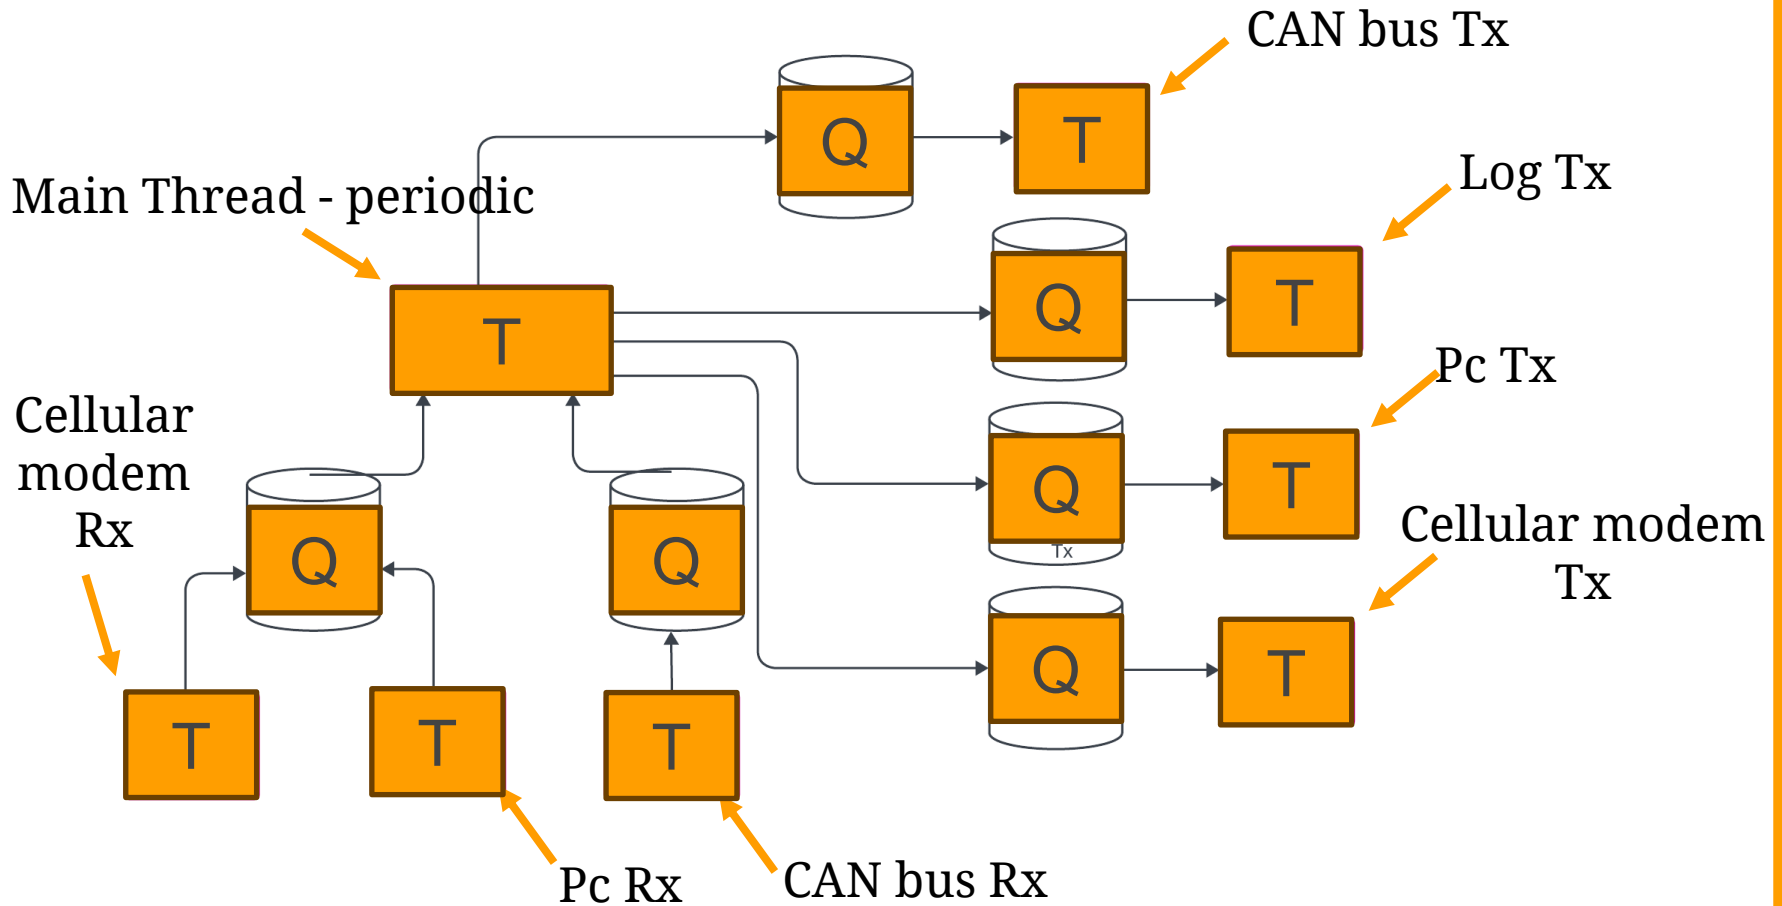 CAN bus Tx
Q
T
Log Tx
Main Thread - periodic
Q
T
T
Pc Tx
Cellular
modem
Rx
Q
T
Tx
Cellular modem
Tx
Q
Q
Q
T
T
T
T
Pc Rx
CAN bus Rx